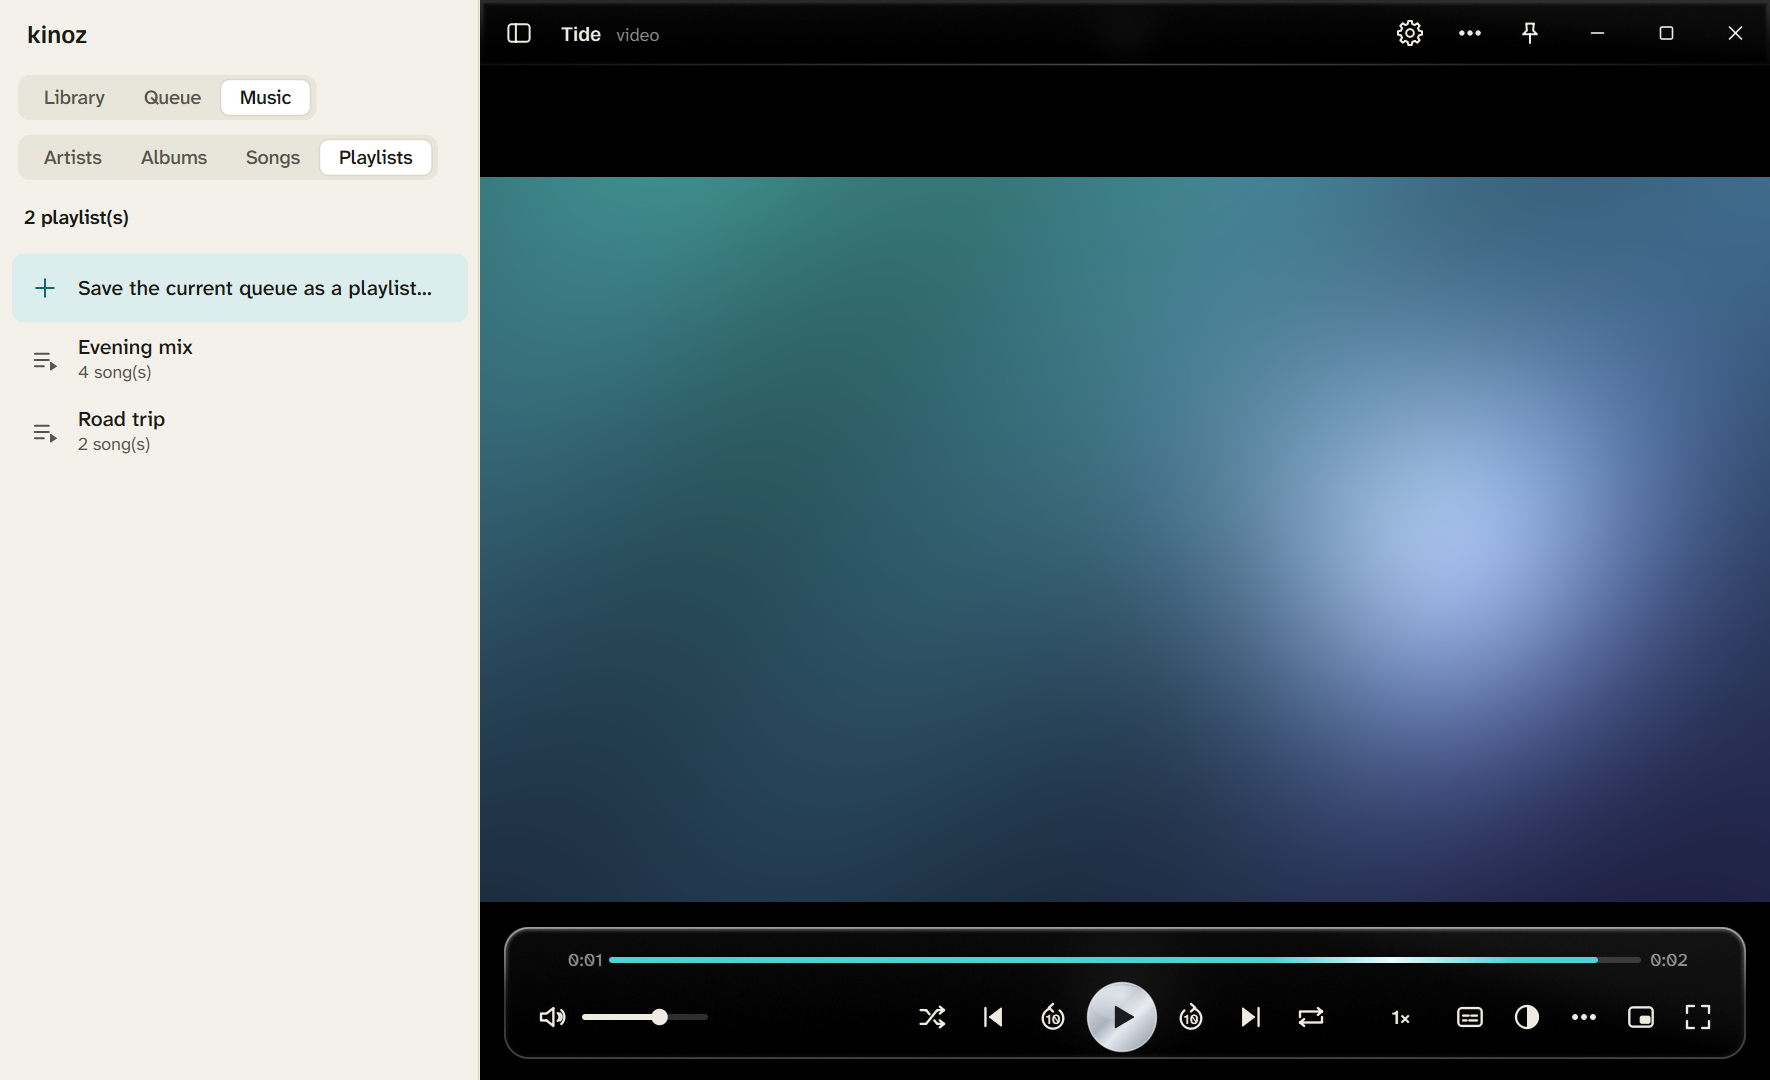 kinoz
Tide video
Library Queue Music
Artists Albums Songs Playlists
2 playlist(s)
Save the current queue as a playlist...
Evening mix
4 song(s)
Road trip
2 song(s)
0:01 0:02
10 10 1×